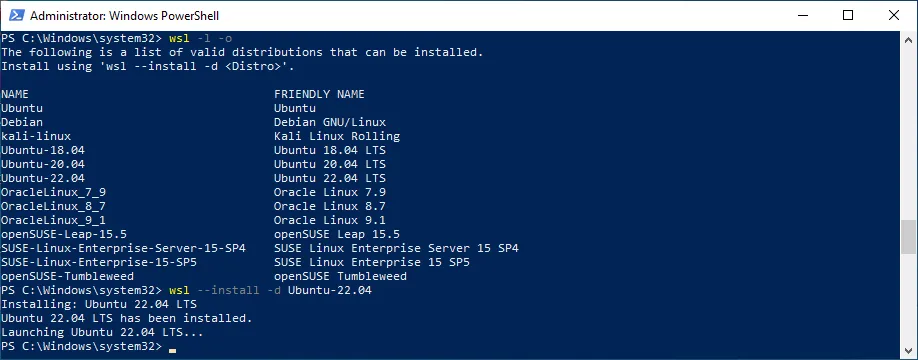 Administrator: Windows PowerShell
PS C:\Windows\system32> wsl -l -o
The following is a list of valid distributions that can be installed.
Install using 'wsl --install -d <Distro>'.
NAME                                   FRIENDLY NAME
Ubuntu                                 Ubuntu
Debian                                 Debian GNU/Linux
kali-linux                             Kali Linux Rolling
Ubuntu-18.04                           Ubuntu 18.04 LTS
Ubuntu-20.04                           Ubuntu 20.04 LTS
Ubuntu-22.04                           Ubuntu 22.04 LTS
OracleLinux_7_9                        Oracle Linux 7.9
OracleLinux_8_7                        Oracle Linux 8.7
OracleLinux_9_1                        Oracle Linux 9.1
openSUSE-Leap-15.5                     openSUSE Leap 15.5
SUSE-Linux-Enterprise-Server-15-SP4    SUSE Linux Enterprise Server 15 SP4
SUSE-Linux-Enterprise-15-SP5           SUSE Linux Enterprise 15 SP5
openSUSE-Tumbleweed                    openSUSE Tumbleweed
PS C:\Windows\system32> wsl --install -d Ubuntu-22.04
Installing: Ubuntu 22.04 LTS
Ubuntu 22.04 LTS has been installed.
Launching Ubuntu 22.04 LTS...
PS C:\Windows\system32>